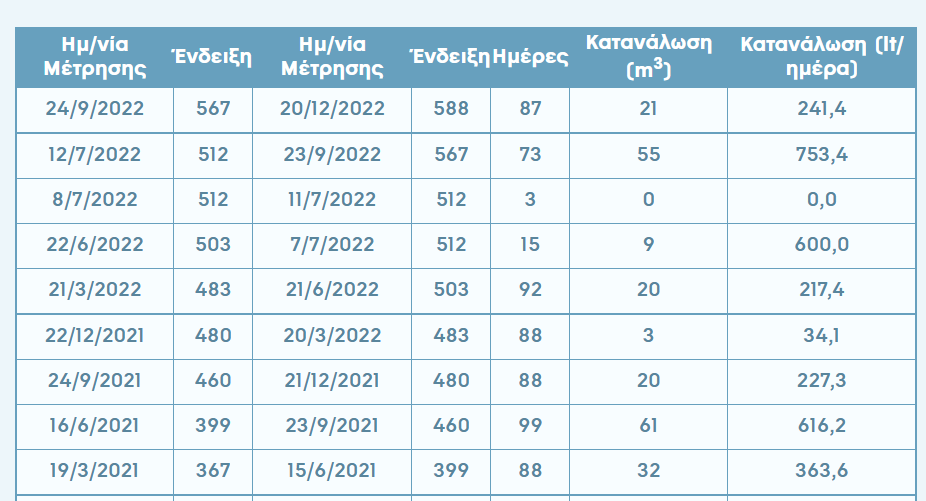 Ημ/νία Μέτρησης Ένδειξη Ημ/νία Μέτρησης Ένδειξη Ημέρες Κατανάλωση (m³) Κατανάλωση (lt/ημέρα)
24/9/2022 567 20/12/2022 588 87 21 241,4
12/7/2022 512 23/9/2022 567 73 55 753,4
8/7/2022 512 11/7/2022 512 3 0 0,0
22/6/2022 503 7/7/2022 512 15 9 600,0
21/3/2022 483 21/6/2022 503 92 20 217,4
22/12/2021 480 20/3/2022 483 88 3 34,1
24/9/2021 460 21/12/2021 480 88 20 227,3
16/6/2021 399 23/9/2021 460 99 61 616,2
19/3/2021 367 15/6/2021 399 88 32 363,6